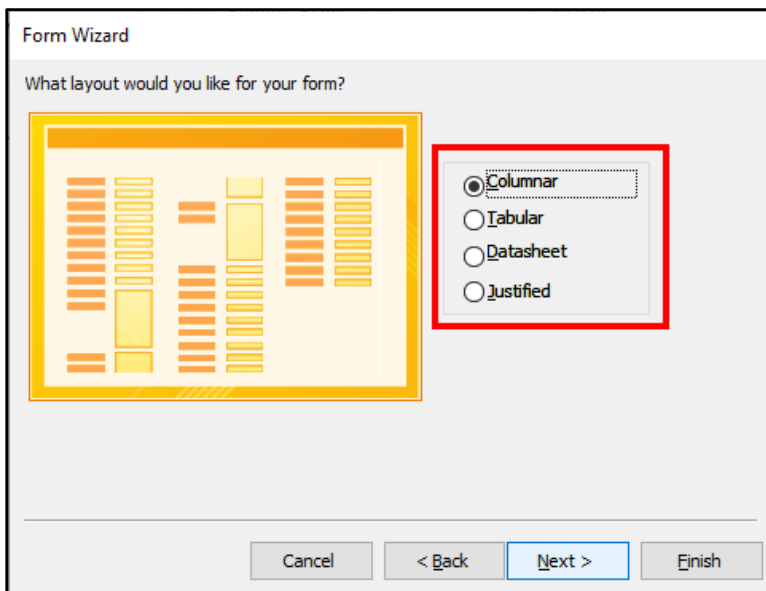 Form Wizard
What layout would you like for your form?
Columnar
Tabular
Datasheet
Justified
Cancel
< Back
Next >
Finish